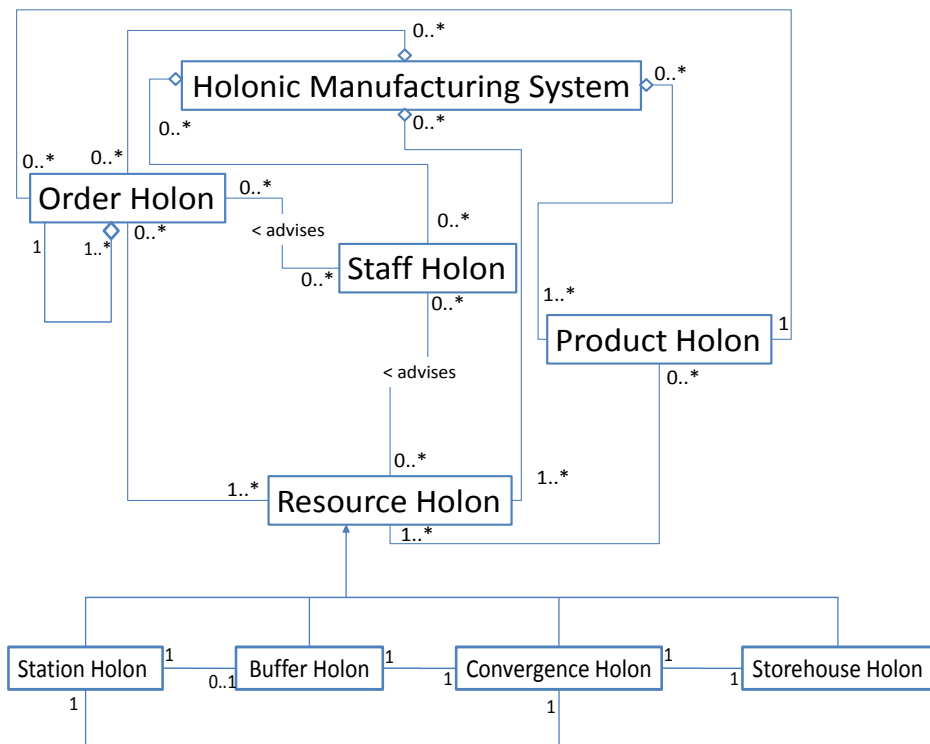 0..*
Holonic Manufacturing System
0..*
0..*
0..*
0..*
0..*
Order Holon
0..*
< advises
0..*
1
1..*
0..*
0..*
Staff Holon
0..*
1..*
1
Product Holon
0..*
< advises
0..*
1..*
Resource Holon
1..*
1..*
Station Holon
1
0..1
Buffer Holon
1
1
Convergence Holon
1
1
Storehouse Holon
1
1